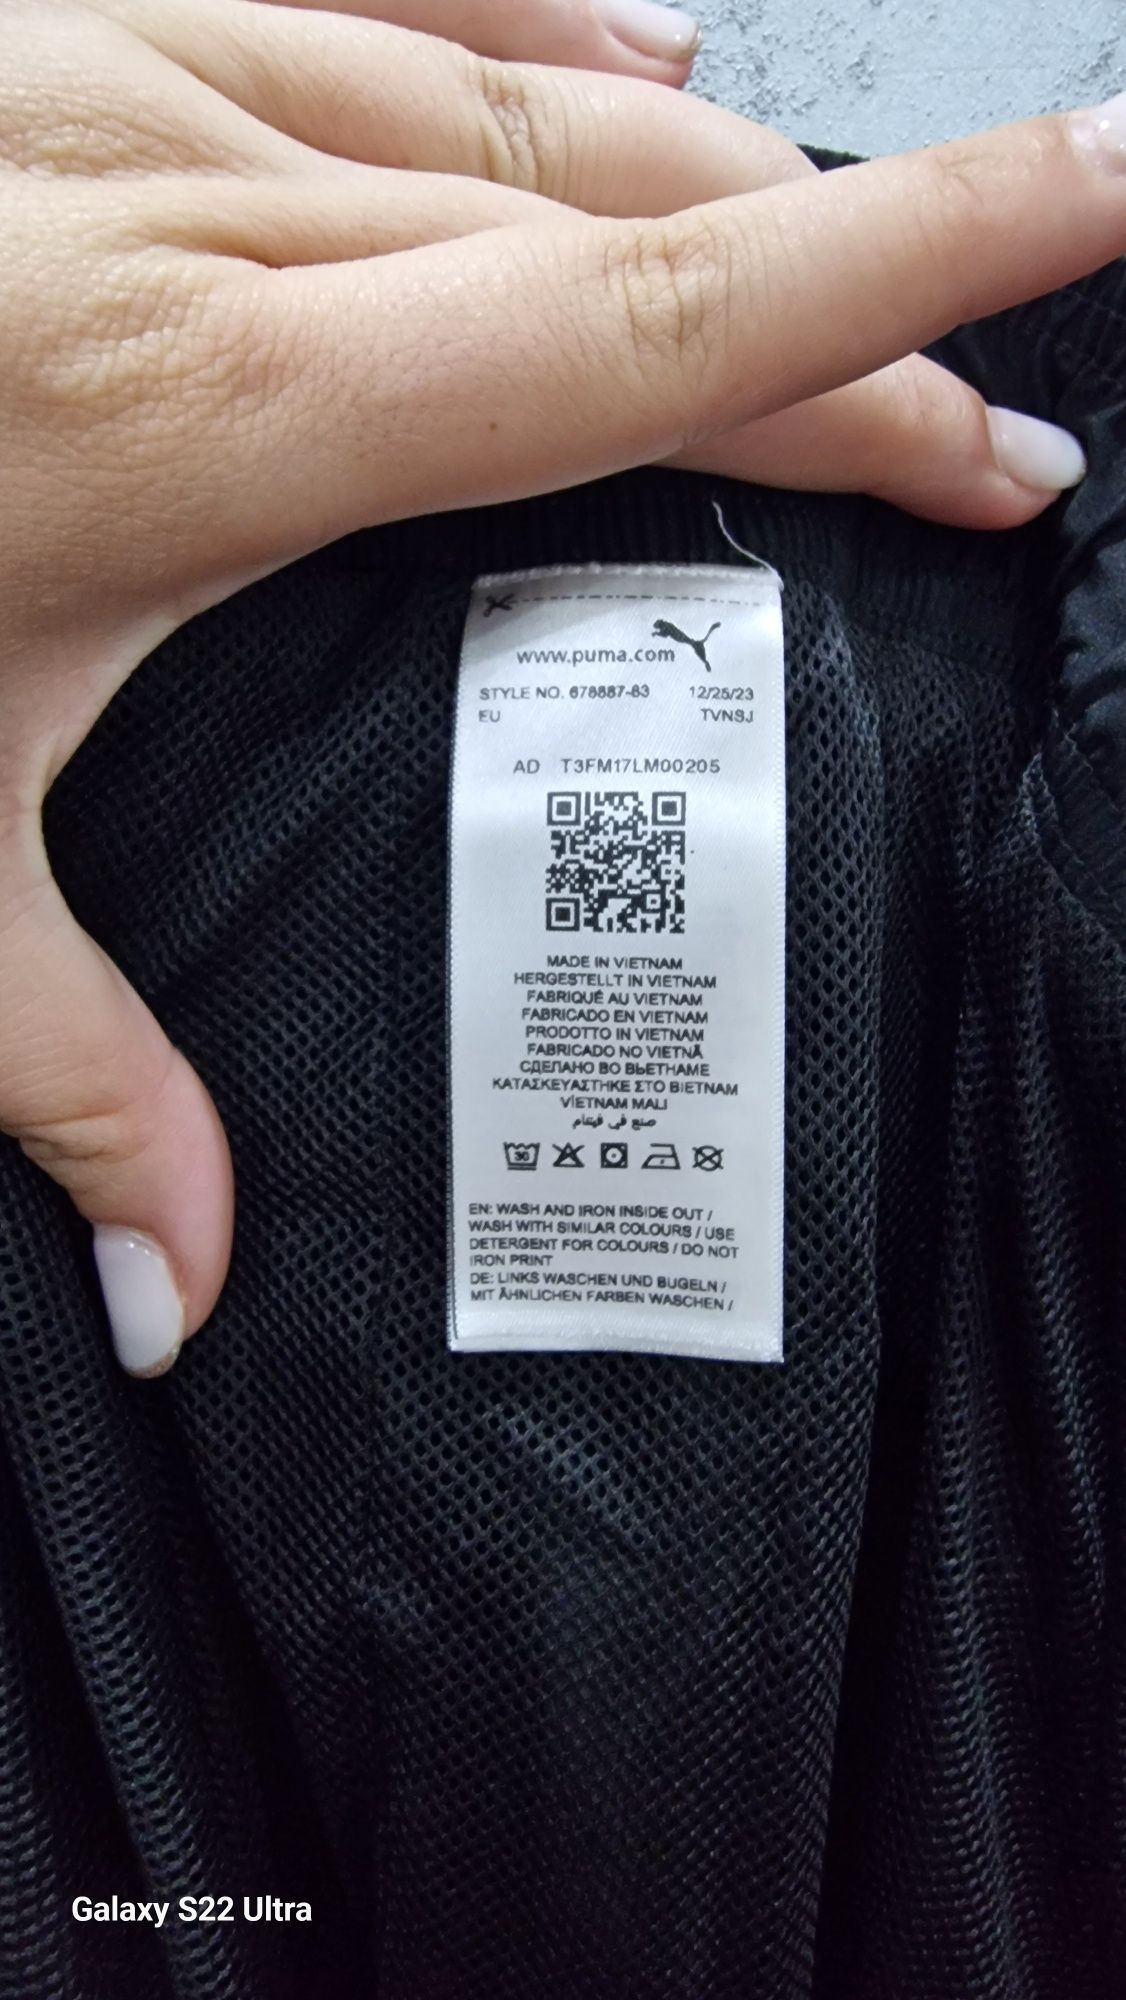 www.puma.com
STYLE NO. 678887-83 12/25/23
EU TVNSJ
AD T3FM17LM00205
MADE IN VIETNAM
HERGESTELLT IN VIETNAM
FABRIQUÉ AU VIETNAM
FABRICADO EN VIETNAM
PRODOTTO IN VIETNAM
FABRICADO NO VIETNÃ
СДЕЛАНО ВО ВЬЕТНАМЕ
ΚΑΤΑΣΚΕΥΑΣΤΗΚΕ ΣΤΟ ΒΙΕΤΝΑΜ
VİETNAM MALI
صنع في فيتنام
30
EN: WASH AND IRON INSIDE OUT /
WASH WITH SIMILAR COLOURS / USE
DETERGENT FOR COLOURS / DO NOT
IRON PRINT
DE: LINKS WASCHEN UND BUGELN /
MIT ÄHNLICHEN FARBEN WASCHEN /
Galaxy S22 Ultra